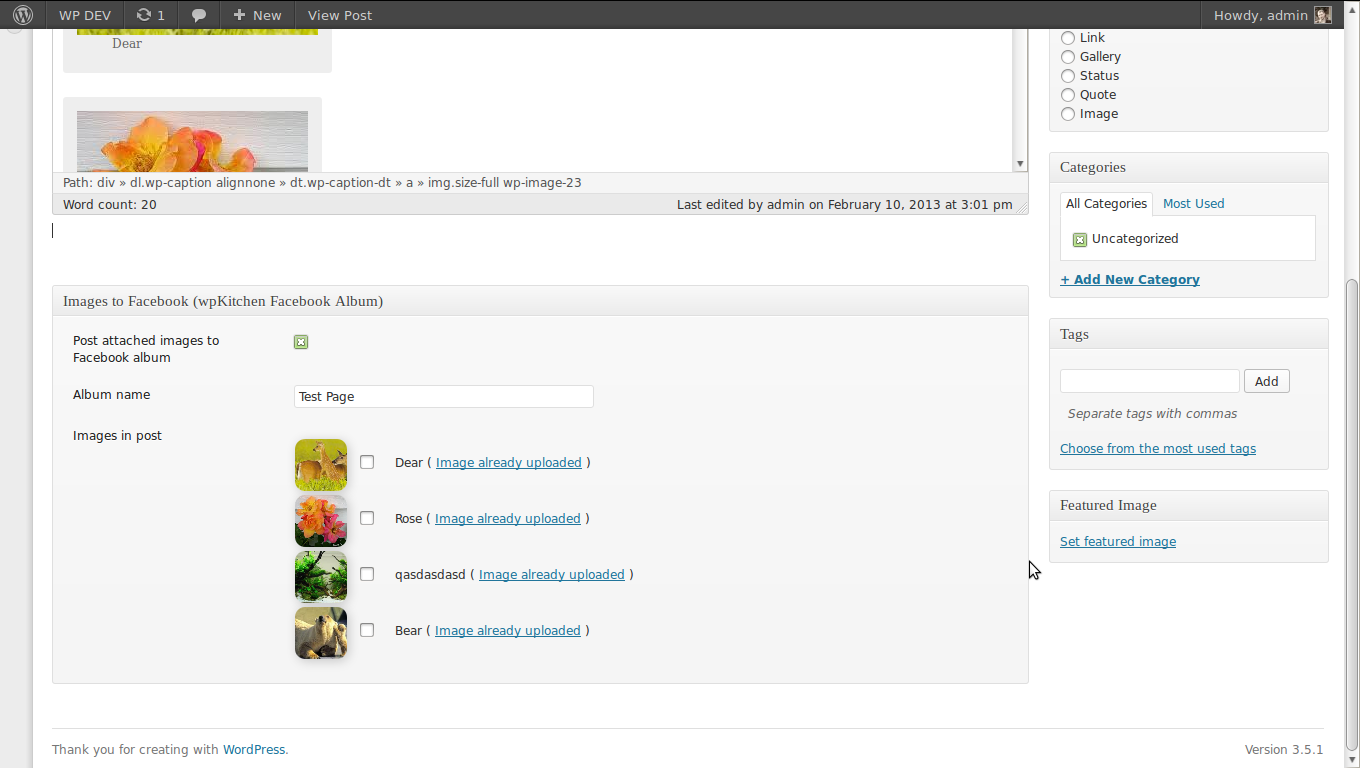 WP DEV 1 New View Post Howdy, admin
Dear
Path: div » dl.wp-caption alignnone » dt.wp-caption-dt » a » img.size-full wp-image-23
Word count: 20 Last edited by admin on February 10, 2013 at 3:01 pm
Images to Facebook (wpKitchen Facebook Album)
Post attached images to
Facebook album
Album name Test Page
Images in post
Dear ( Image already uploaded )
Rose ( Image already uploaded )
qasdasdasd ( Image already uploaded )
Bear ( Image already uploaded )
Link
Gallery
Status
Quote
Image
Categories
All Categories Most Used
Uncategorized
+ Add New Category
Tags
Add
Separate tags with commas
Choose from the most used tags
Featured Image
Set featured image
Thank you for creating with WordPress. Version 3.5.1